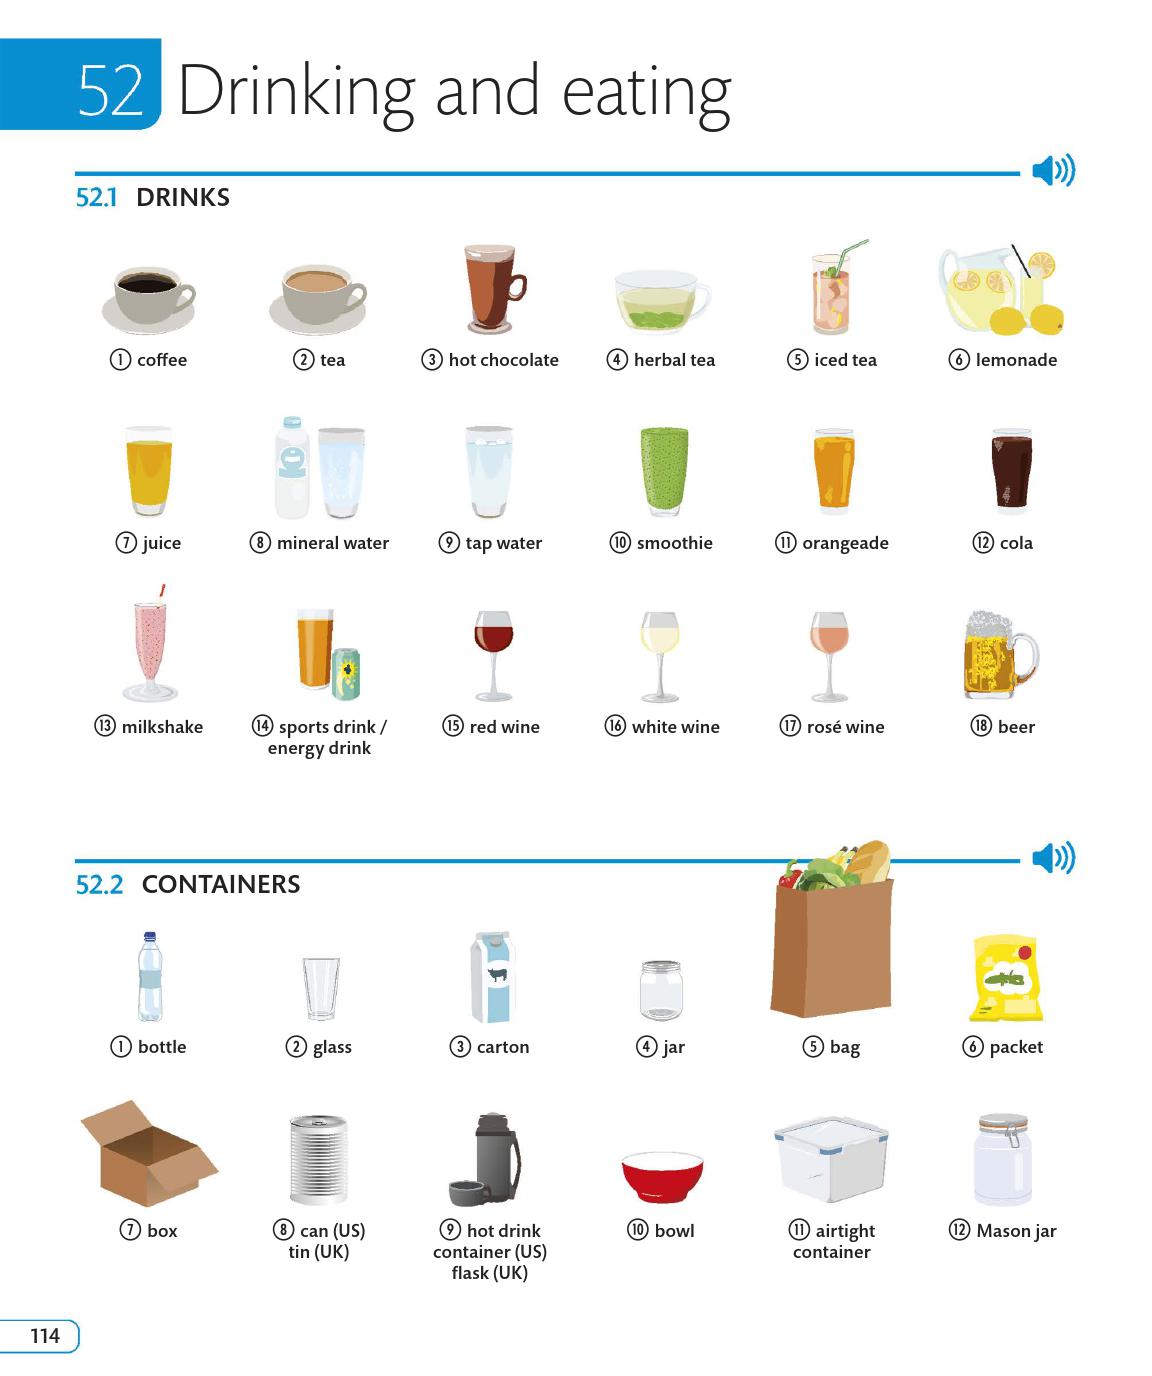 52 Drinking and eating
52.1 DRINKS
1 coffee
2 tea
3 hot chocolate
4 herbal tea
5 iced tea
6 lemonade
7 juice
8 mineral water
9 tap water
10 smoothie
11 orangeade
12 cola
13 milkshake
14 sports drink /
energy drink
15 red wine
16 white wine
17 rosé wine
18 beer
52.2 CONTAINERS
1 bottle
2 glass
3 carton
4 jar
5 bag
6 packet
7 box
8 can (US)
tin (UK)
9 hot drink
container (US)
flask (UK)
10 bowl
11 airtight
container
12 Mason jar
114